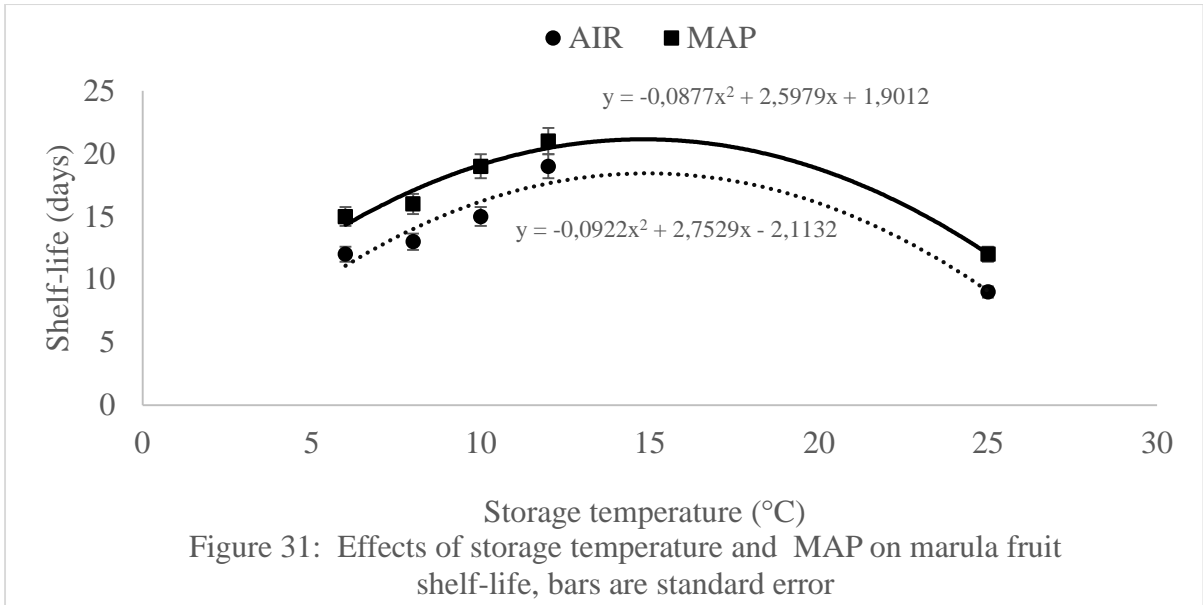 AIR MAP
25
20
15
10
5
0
y = -0,0877x² + 2,5979x + 1,9012
y = -0,0922x² + 2,7529x - 2,1132
Shelf-life (days)
0 5 10 15 20 25 30
Storage temperature (°C)
Figure 31: Effects of storage temperature and MAP on marula fruit
shelf-life, bars are standard error